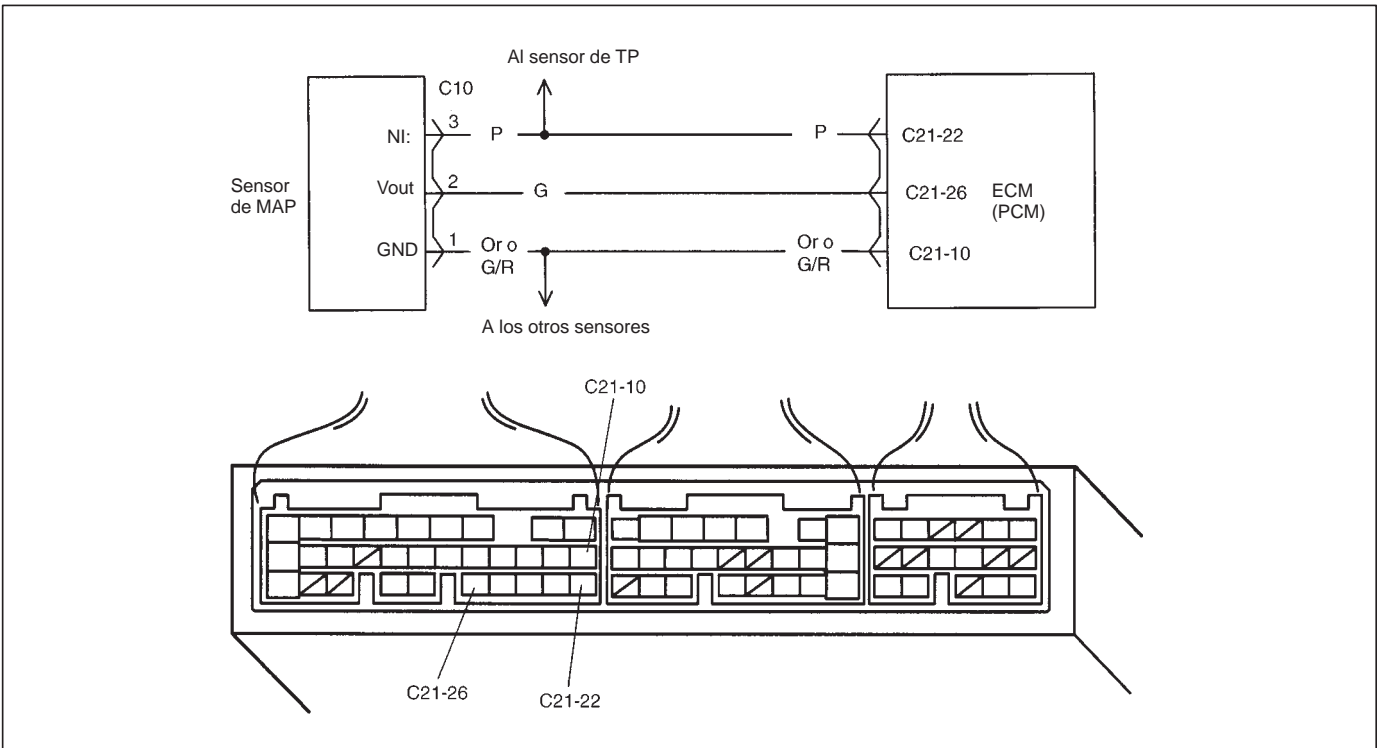 Al sensor de TP
C10
NI:
3
P
P
C21-22
Sensor
de MAP
Vout
2
G
C21-26
ECM
(PCM)
GND
1
Or o
G/R
Or o
G/R
C21-10
A los otros sensores
C21-10
C21-26
C21-22